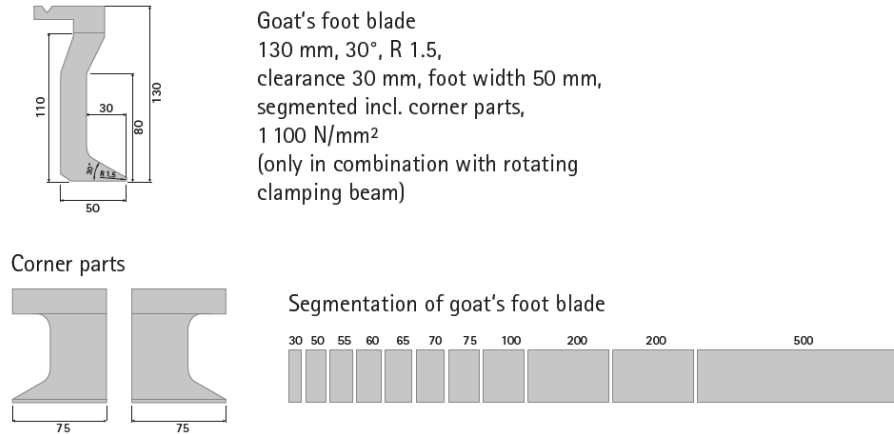 Goat's foot blade
130 mm, 30°, R 1.5,
clearance 30 mm, foot width 50 mm,
segmented incl. corner parts,
1 100 N/mm²
(only in combination with rotating
clamping beam)
110
30
80
130
30°
R 1.5
50
Corner parts
75
75
Segmentation of goat's foot blade
30 50 55 60 65 70 75 100 200 200 500